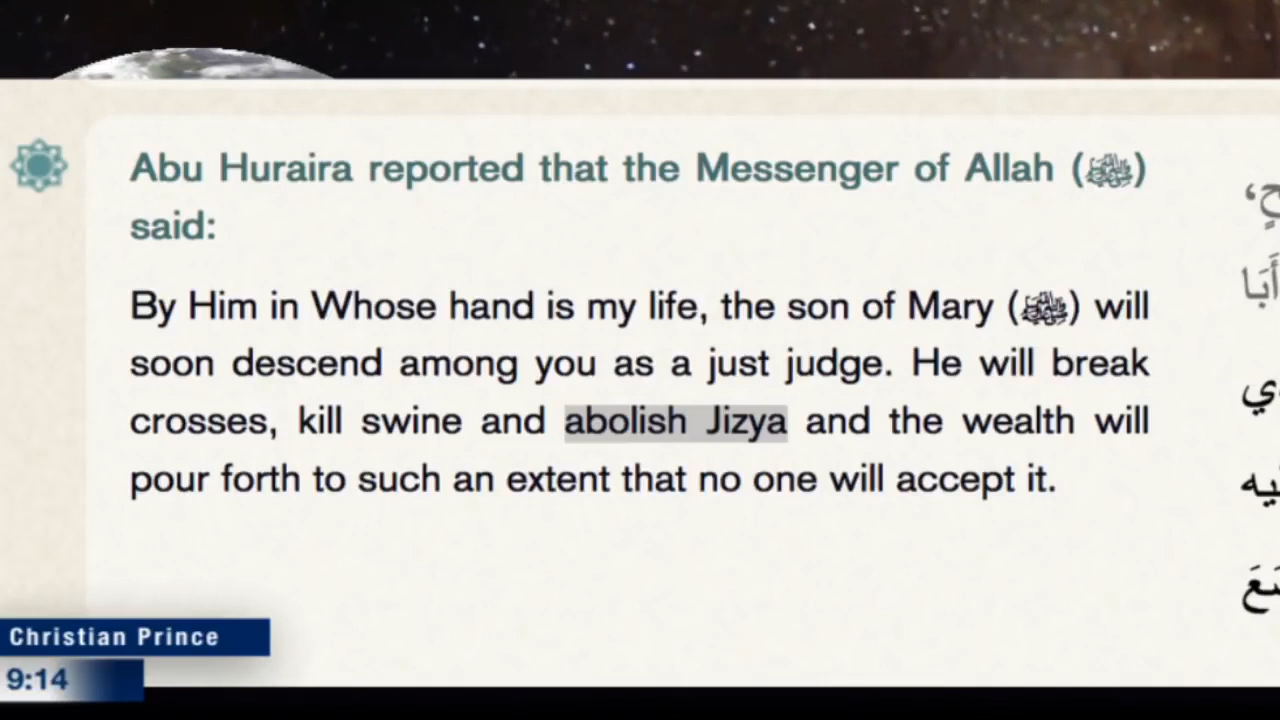 Abu Huraira reported that the Messenger of Allah (ﷺ)
said:
By Him in Whose hand is my life, the son of Mary (ﷺ) will
soon descend among you as a just judge. He will break
crosses, kill swine and abolish Jizya and the wealth will
pour forth to such an extent that no one will accept it.
Christian Prince
9:14